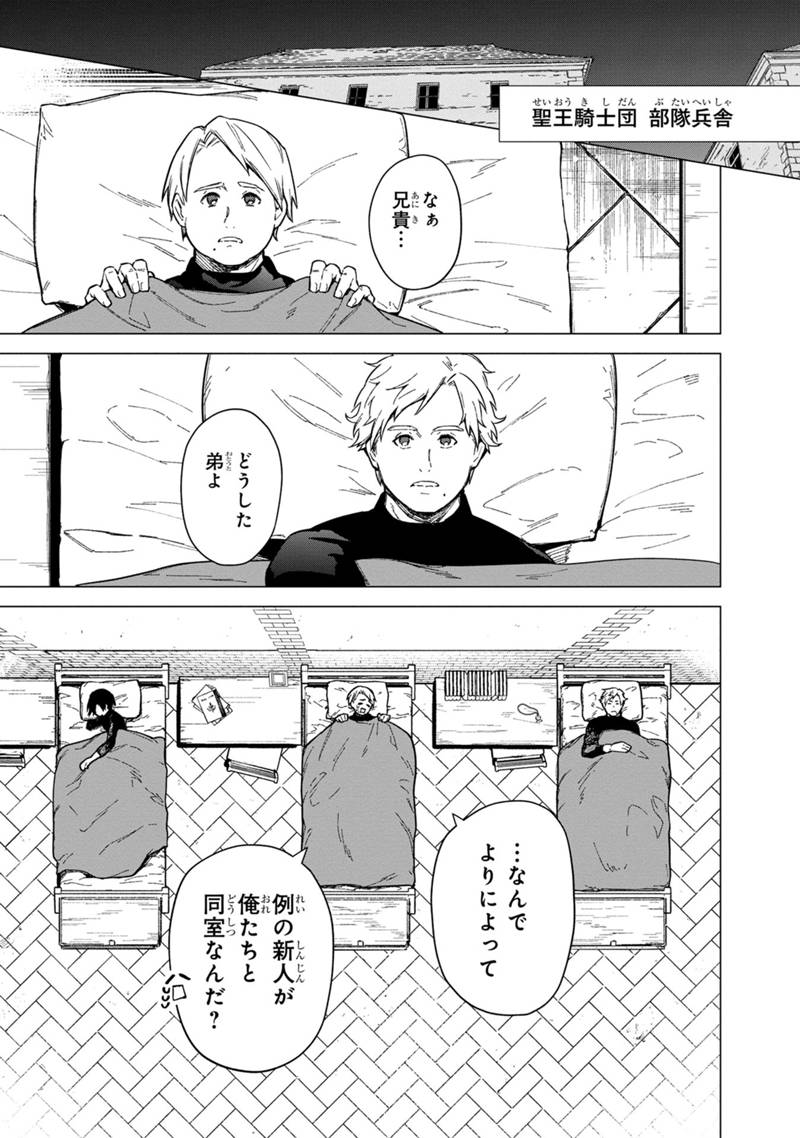 聖王騎士団 部隊兵舎
なぁ
兄貴…
どうした
弟よ
…なんで
よりによって
例の新人が
俺たちと
同室なんだ?